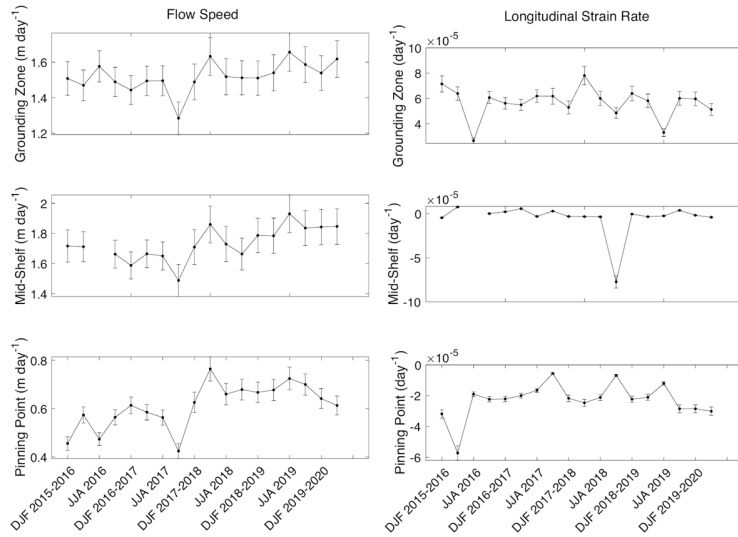 Flow Speed
Grounding Zone (m day⁻¹)
1.6
1.4
1.2
Mid-Shelf (m day⁻¹)
2
1.8
1.6
1.4
Pinning Point (m day⁻¹)
0.8
0.6
0.4
DJF 2015-2016
JJA 2016
DJF 2016-2017
JJA 2017
DJF 2017-2018
JJA 2018
DJF 2018-2019
JJA 2019
DJF 2019-2020
Longitudinal Strain Rate
Grounding Zone (day⁻¹)
×10⁻⁵
10
8
6
4
Mid-Shelf (day⁻¹)
×10⁻⁵
0
-5
-10
Pinning Point (day⁻¹)
×10⁻⁵
0
-2
-4
-6
DJF 2015-2016
JJA 2016
DJF 2016-2017
JJA 2017
DJF 2017-2018
JJA 2018
DJF 2018-2019
JJA 2019
DJF 2019-2020